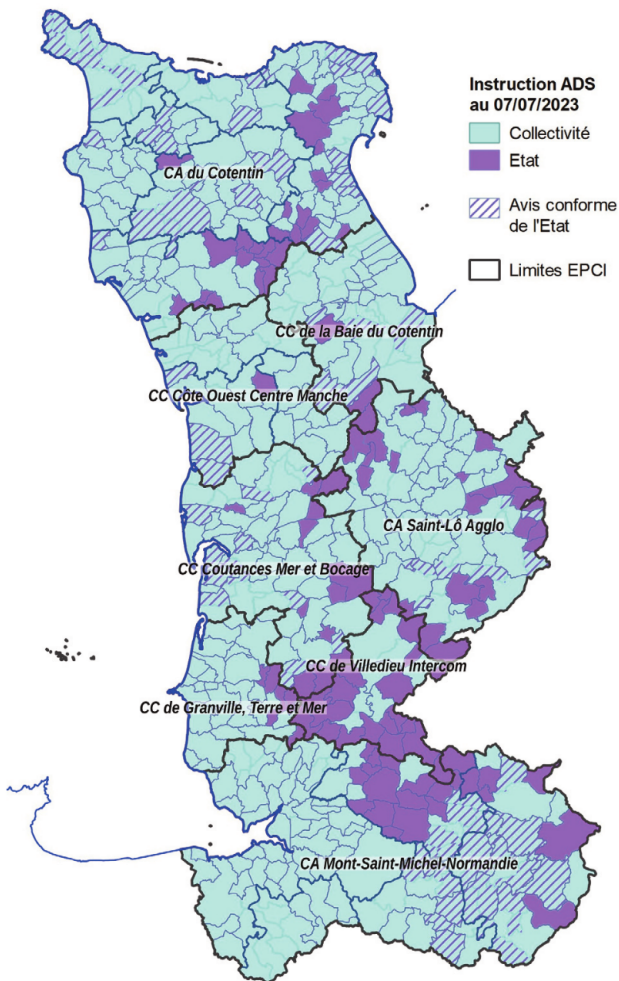 Instruction ADS
au 07/07/2023
Collectivité
Etat
Avis conforme
de l'Etat
Limites EPCI
CA du Cotentin
CC de la Baie du Cotentin
CC Côte Ouest Centre Manche
CA Saint-Lô Agglo
CC Coutances Mer et Bocage
CC de Villedieu Intercom
CC de Granville, Terre et Mer
CA Mont-Saint-Michel-Normandie